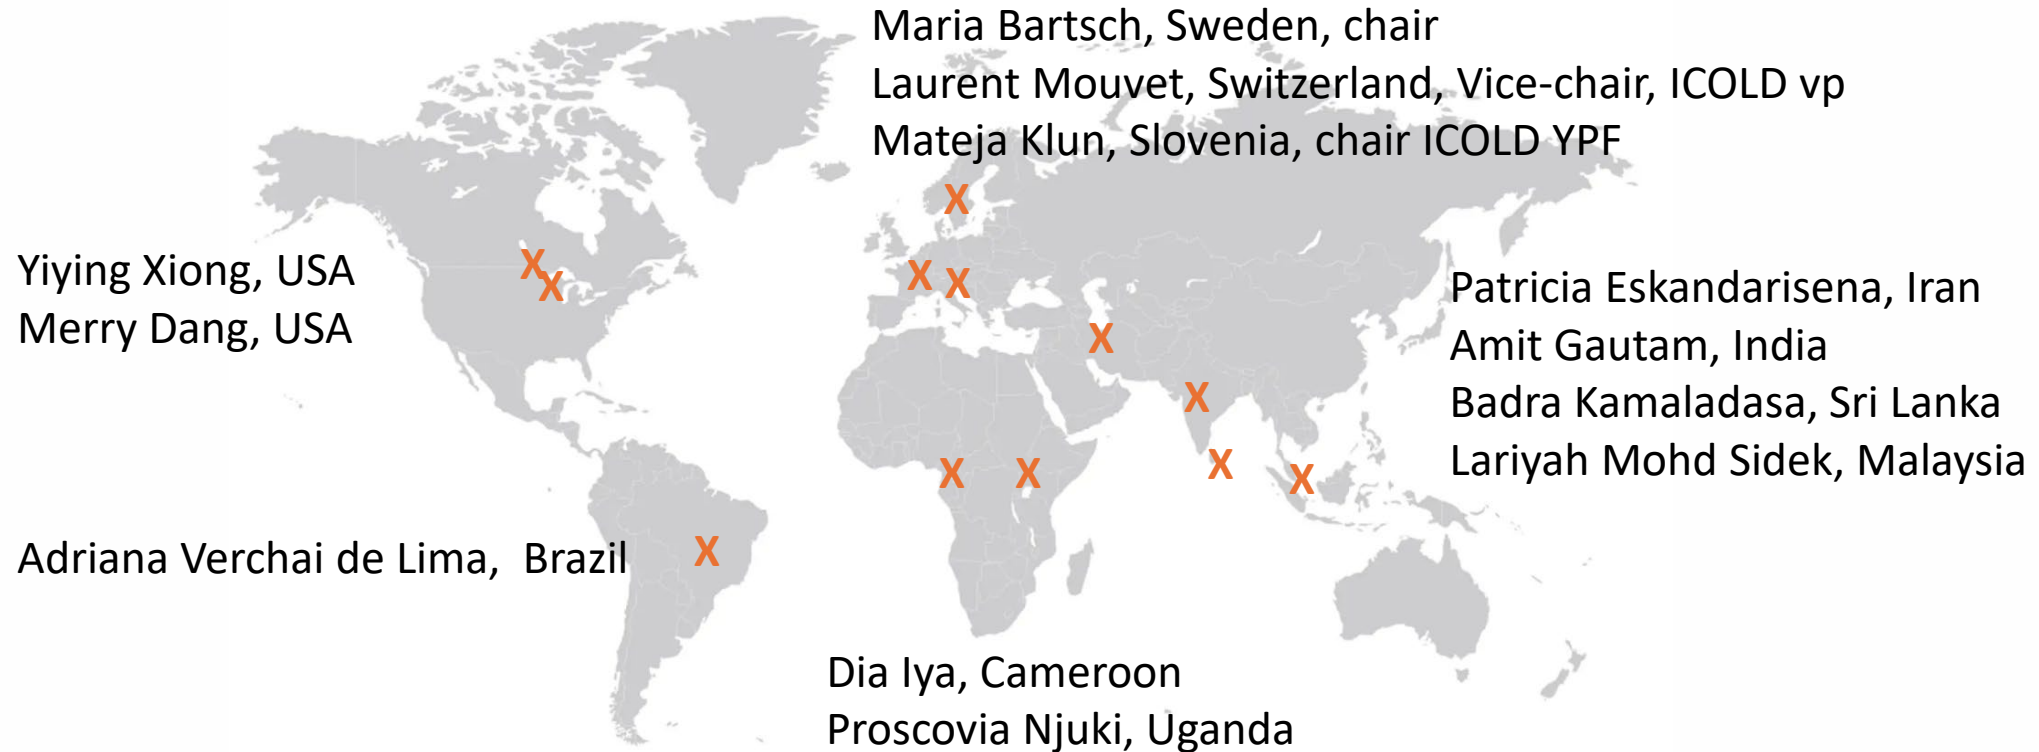 Maria Bartsch, Sweden, chair
Laurent Mouvet, Switzerland, Vice-chair, ICOLD vp
Mateja Klun, Slovenia, chair ICOLD YPF
X
X
X
Yiying Xiong, USA
Merry Dang, USA
X
X
Patricia Eskandarisena, Iran
Amit Gautam, India
Badra Kamaladasa, Sri Lanka
Lariyah Mohd Sidek, Malaysia
X
X
X
X
X
X
Adriana Verchai de Lima, Brazil
X
Dia Iya, Cameroon
Proscovia Njuki, Uganda